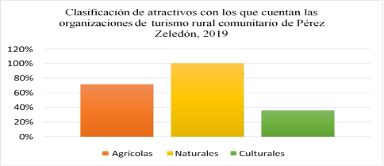 Clasificación de atractivos con los que cuentan las
organizaciones de turismo rural comunitario de Pérez
Zeledón, 2019
120%
100%
80%
60%
40%
20%
0%
Agrícolas Naturales Culturales